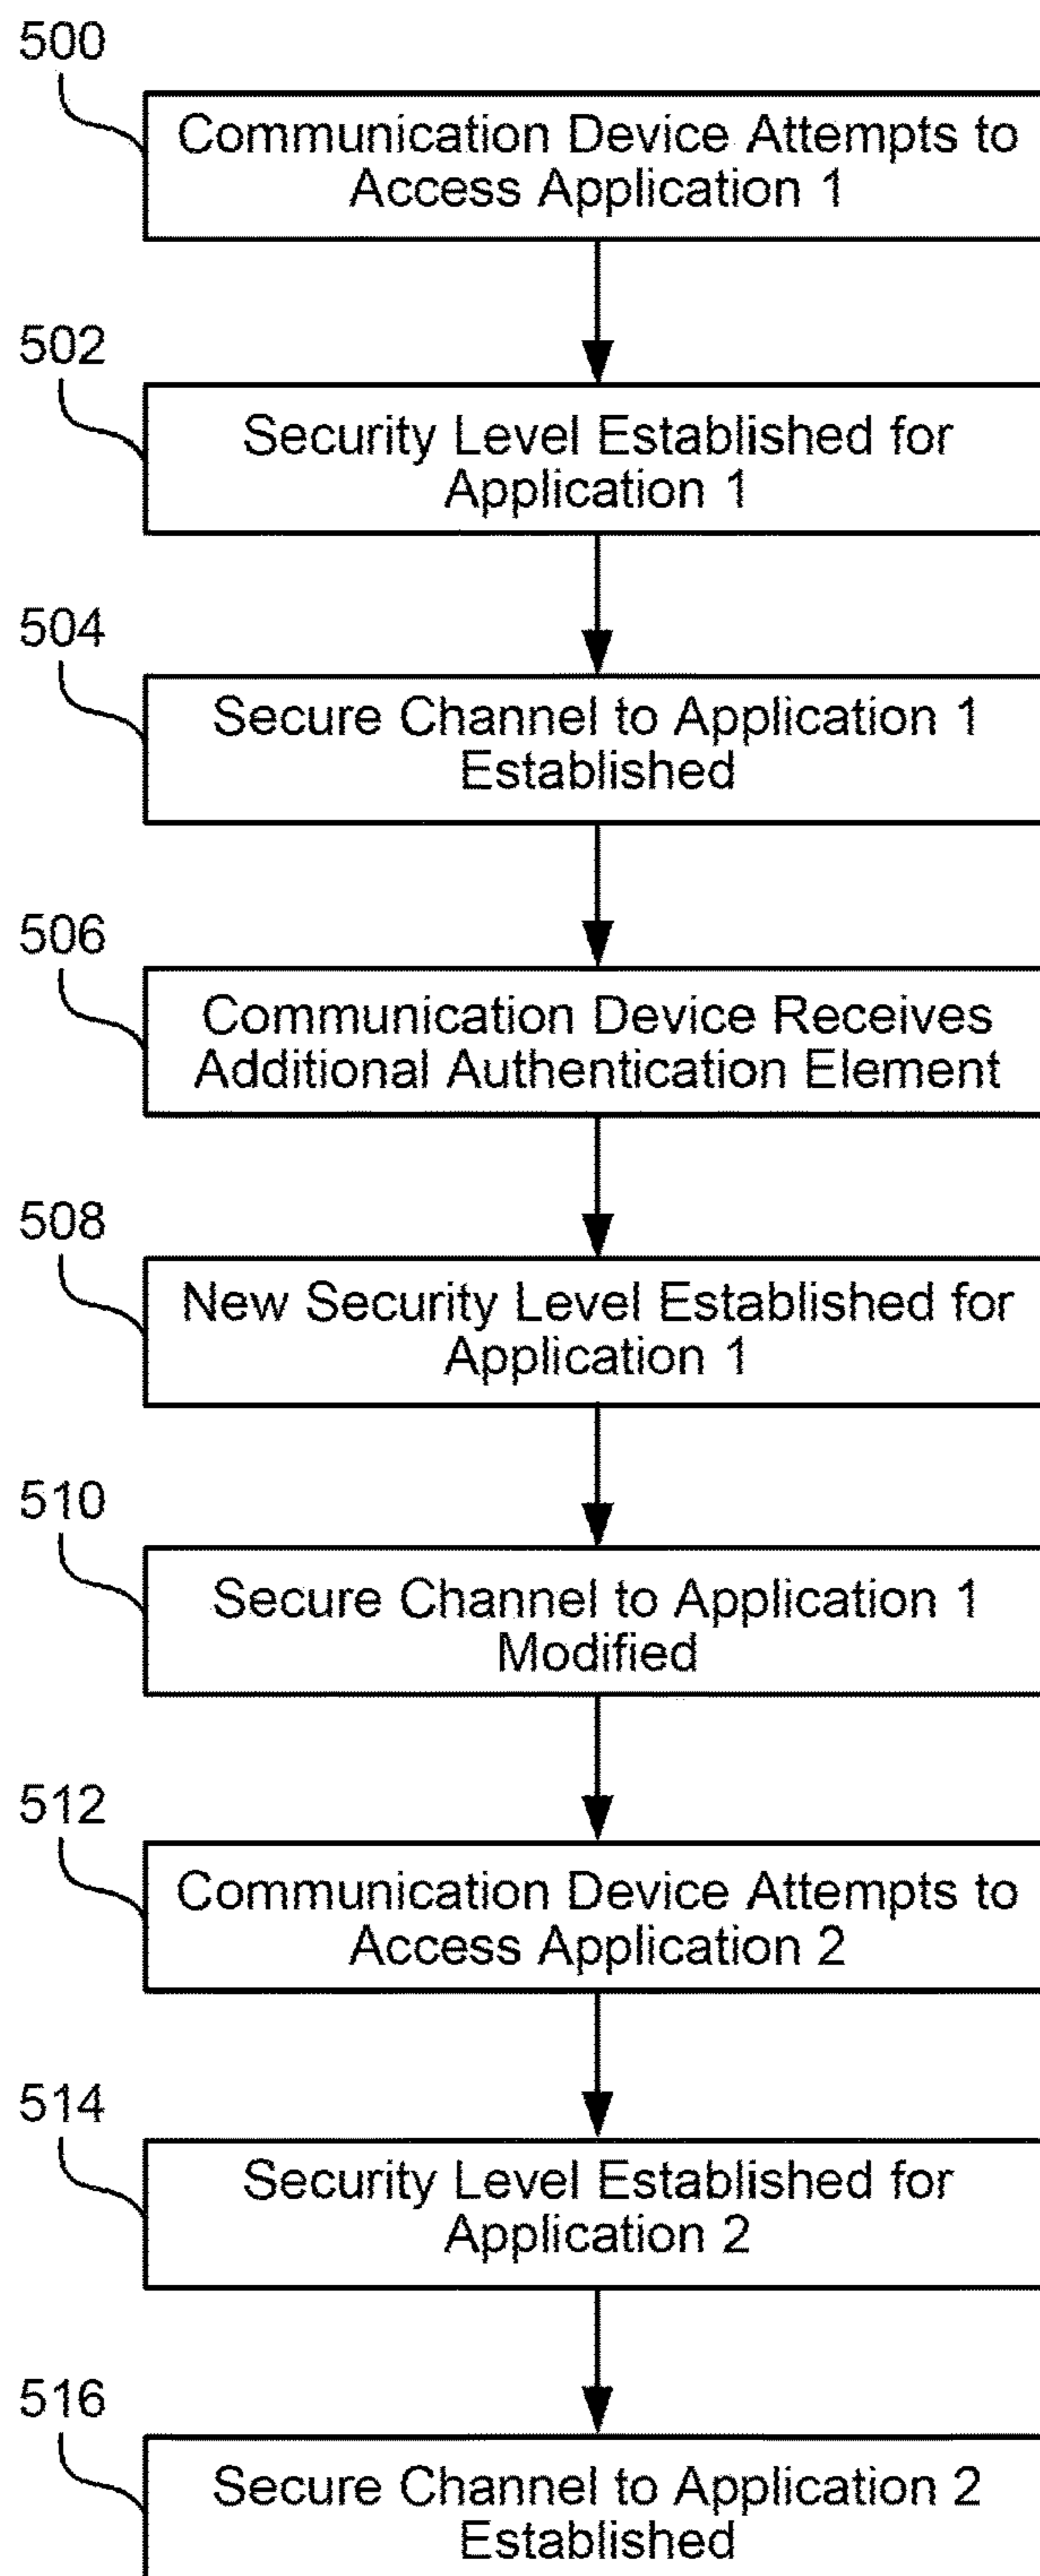 500
Communication Device Attempts to
Access Application 1
502
Security Level Established for
Application 1
504
Secure Channel to Application 1
Established
506
Communication Device Receives
Additional Authentication Element
508
New Security Level Established for
Application 1
510
Secure Channel to Application 1
Modified
512
Communication Device Attempts to
Access Application 2
514
Security Level Established for
Application 2
516
Secure Channel to Application 2
Established